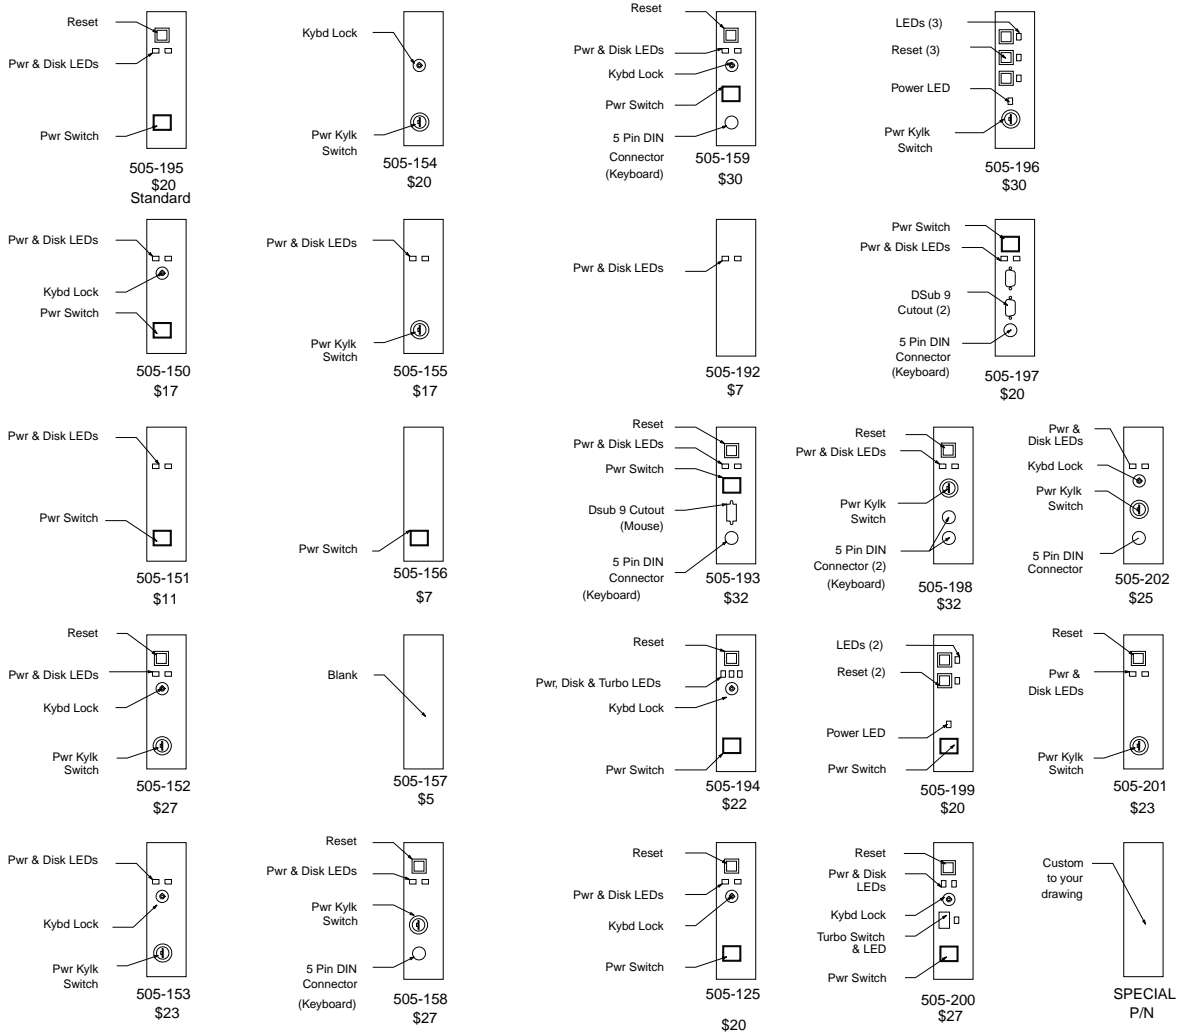 Reset
Pwr & Disk LEDs
Pwr Switch
505-195
$20
Standard
Kybd Lock
Pwr Kylk
Switch
505-154
$20
Reset
Pwr & Disk LEDs
Kybd Lock
Pwr Switch
5 Pin DIN
Connector
(Keyboard)
505-159
$30
LEDs (3)
Reset (3)
Power LED
Pwr Kylk
Switch
505-196
$30
Pwr & Disk LEDs
Kybd Lock
Pwr Switch
505-150
$17
Pwr & Disk LEDs
Pwr Kylk
Switch
505-155
$17
Pwr & Disk LEDs
505-192
$7
Pwr Switch
Pwr & Disk LEDs
DSub 9
Cutout (2)
5 Pin DIN
Connector
(Keyboard)
505-197
$20
Pwr & Disk LEDs
Pwr Switch
505-151
$11
Pwr Switch
505-156
$7
Reset
Pwr & Disk LEDs
Pwr Switch
Dsub 9 Cutout
(Mouse)
5 Pin DIN
Connector
(Keyboard)
505-193
$32
Reset
Pwr & Disk LEDs
Pwr Kylk
Switch
5 Pin DIN
Connector (2)
(Keyboard)
505-198
$32
Pwr &
Disk LEDs
Kybd Lock
Pwr Kylk
Switch
5 Pin DIN
Connector
505-202
$25
Reset
Pwr & Disk LEDs
Kybd Lock
Pwr Kylk
Switch
505-152
$27
Blank
505-157
$5
Reset
Pwr, Disk & Turbo LEDs
Kybd Lock
Pwr Switch
505-194
$22
LEDs (2)
Reset (2)
Power LED
Pwr Switch
505-199
$20
Reset
Pwr &
Disk LEDs
Pwr Kylk
Switch
505-201
$23
Pwr & Disk LEDs
Kybd Lock
Pwr Kylk
Switch
505-153
$23
Reset
Pwr & Disk LEDs
Pwr Kylk
Switch
5 Pin DIN
Connector
(Keyboard)
505-158
$27
Reset
Pwr & Disk LEDs
Kybd Lock
Pwr Switch
505-125
$20
Reset
Pwr & Disk
LEDs
Kybd Lock
Turbo Switch
& LED
Pwr Switch
505-200
$27
Custom
to your
drawing
SPECIAL
P/N